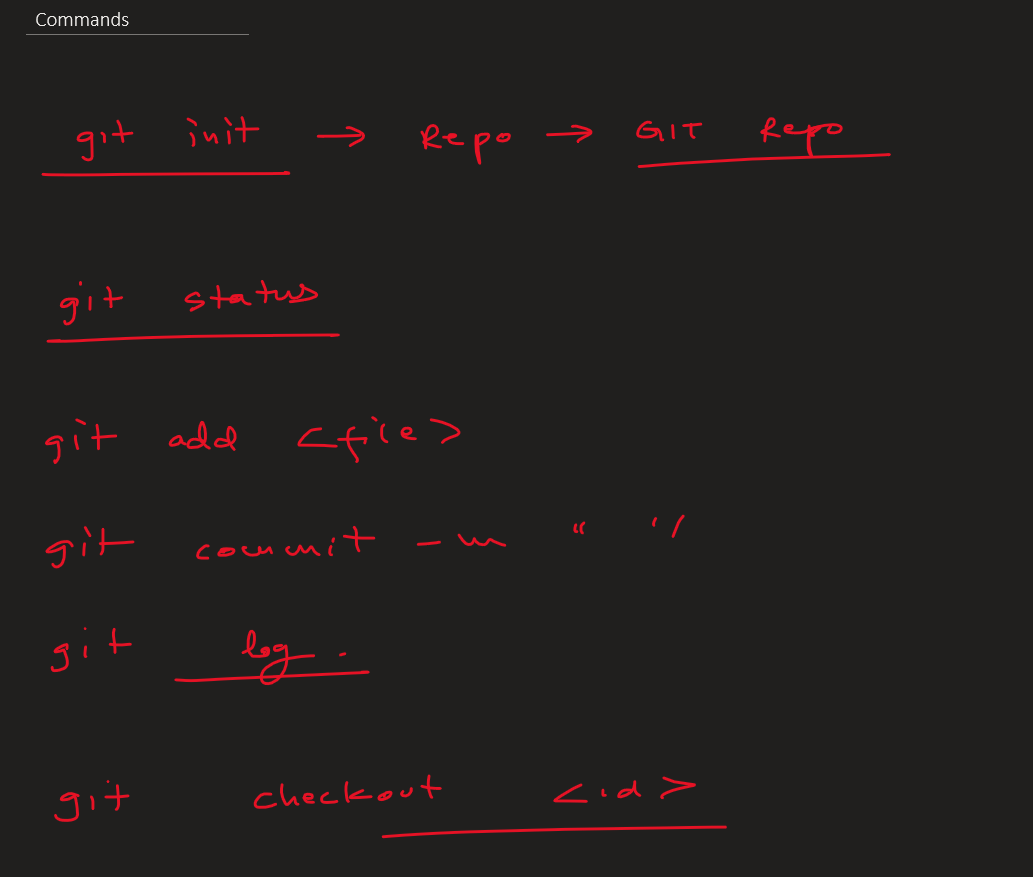 Commands
git init → Repo → GIT Repo
git status
git add <file>
git commit -m " "
git log.
git checkout <id>